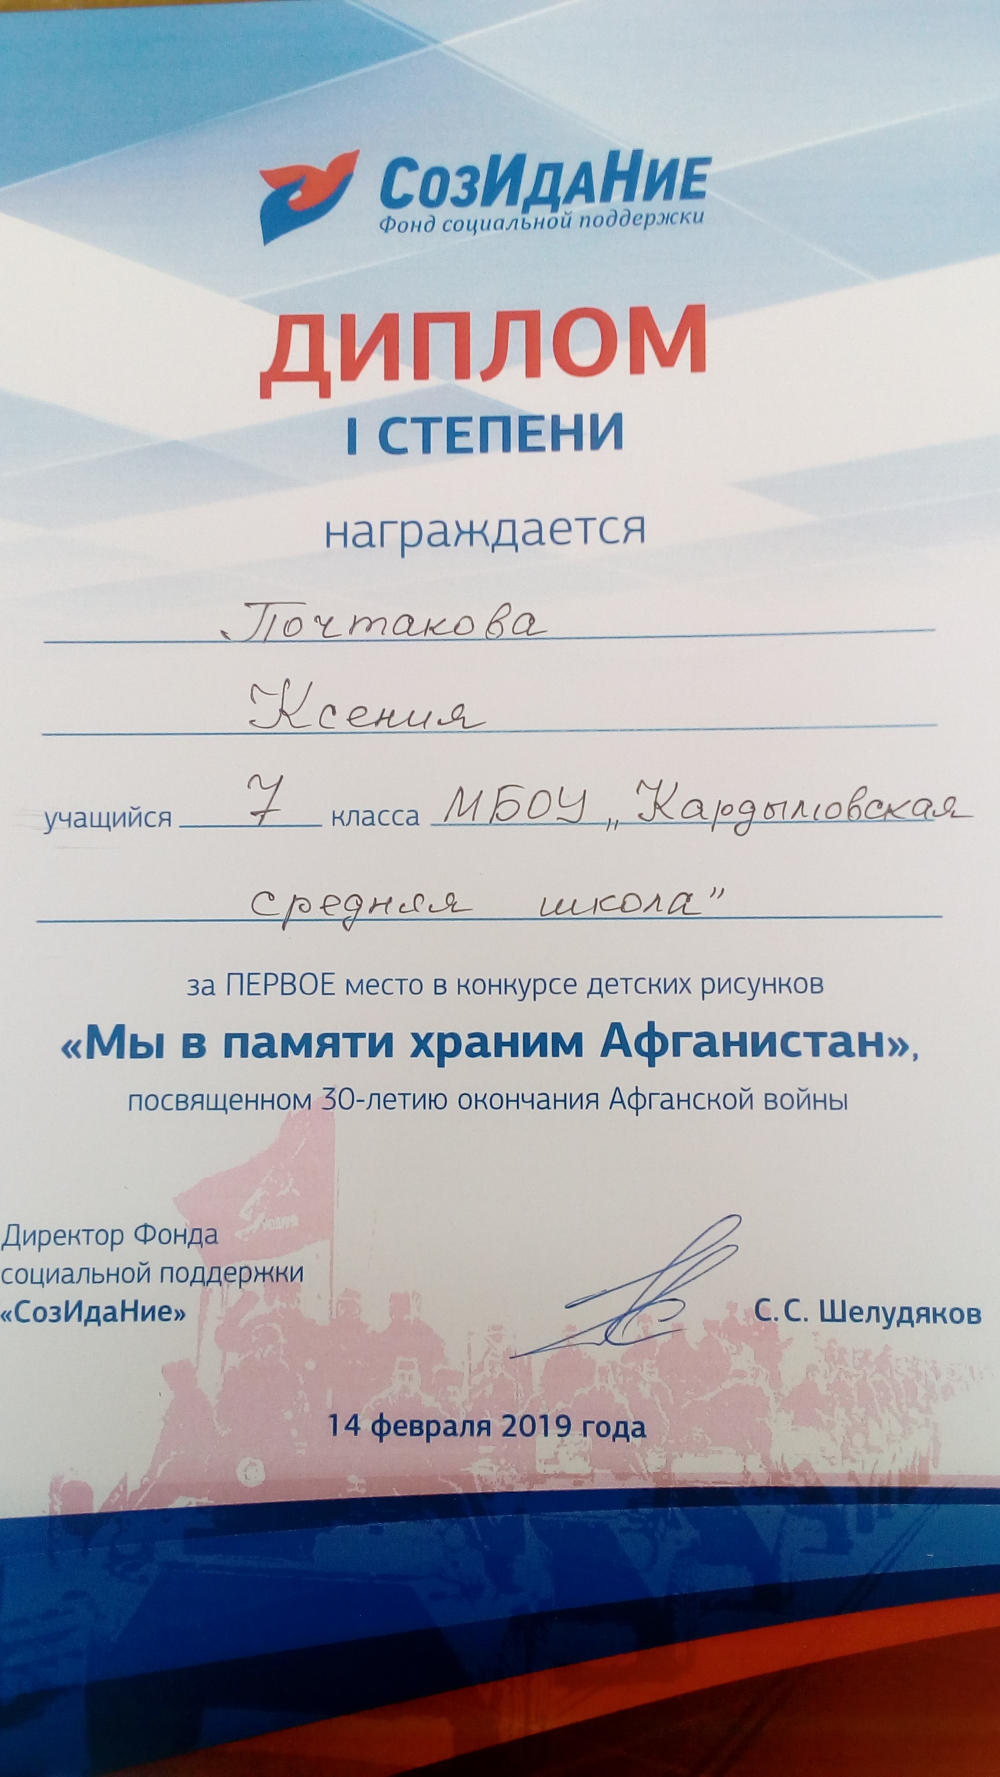 СозИдаНие
Фонд социальной поддержки
ДИПЛОМ
I СТЕПЕНИ
награждается
Почтакова
Ксения
учащийся 7 класса МБОУ „Кардымовская
средняя школа”
за ПЕРВОЕ место в конкурсе детских рисунков
«Мы в памяти храним Афганистан»,
посвященном 30-летию окончания Афганской войны
Директор Фонда
социальной поддержки
«СозИдаНие»
С.С. Шелудяков
14 февраля 2019 года